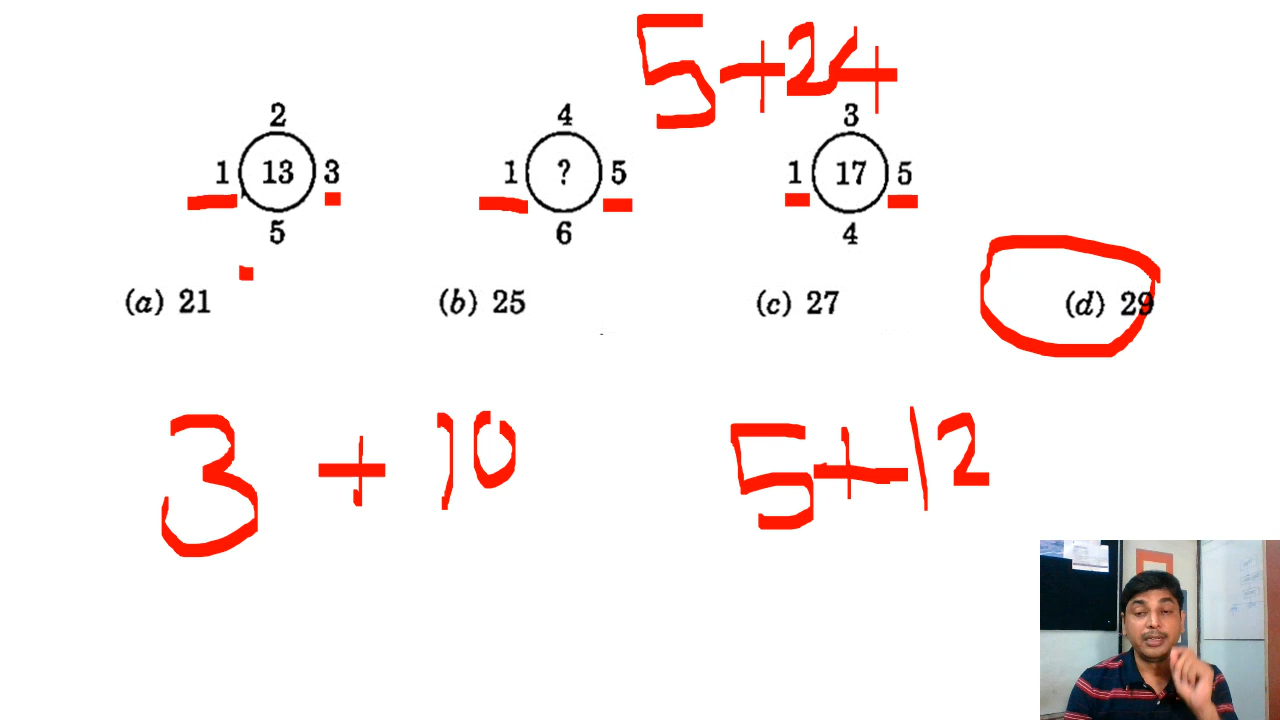 5+24
2 4 3
1 13 3 1 ? 5 1 17 5
5 6 4
(a) 21 (b) 25 (c) 27 (d) 29
3 + 10 5+12